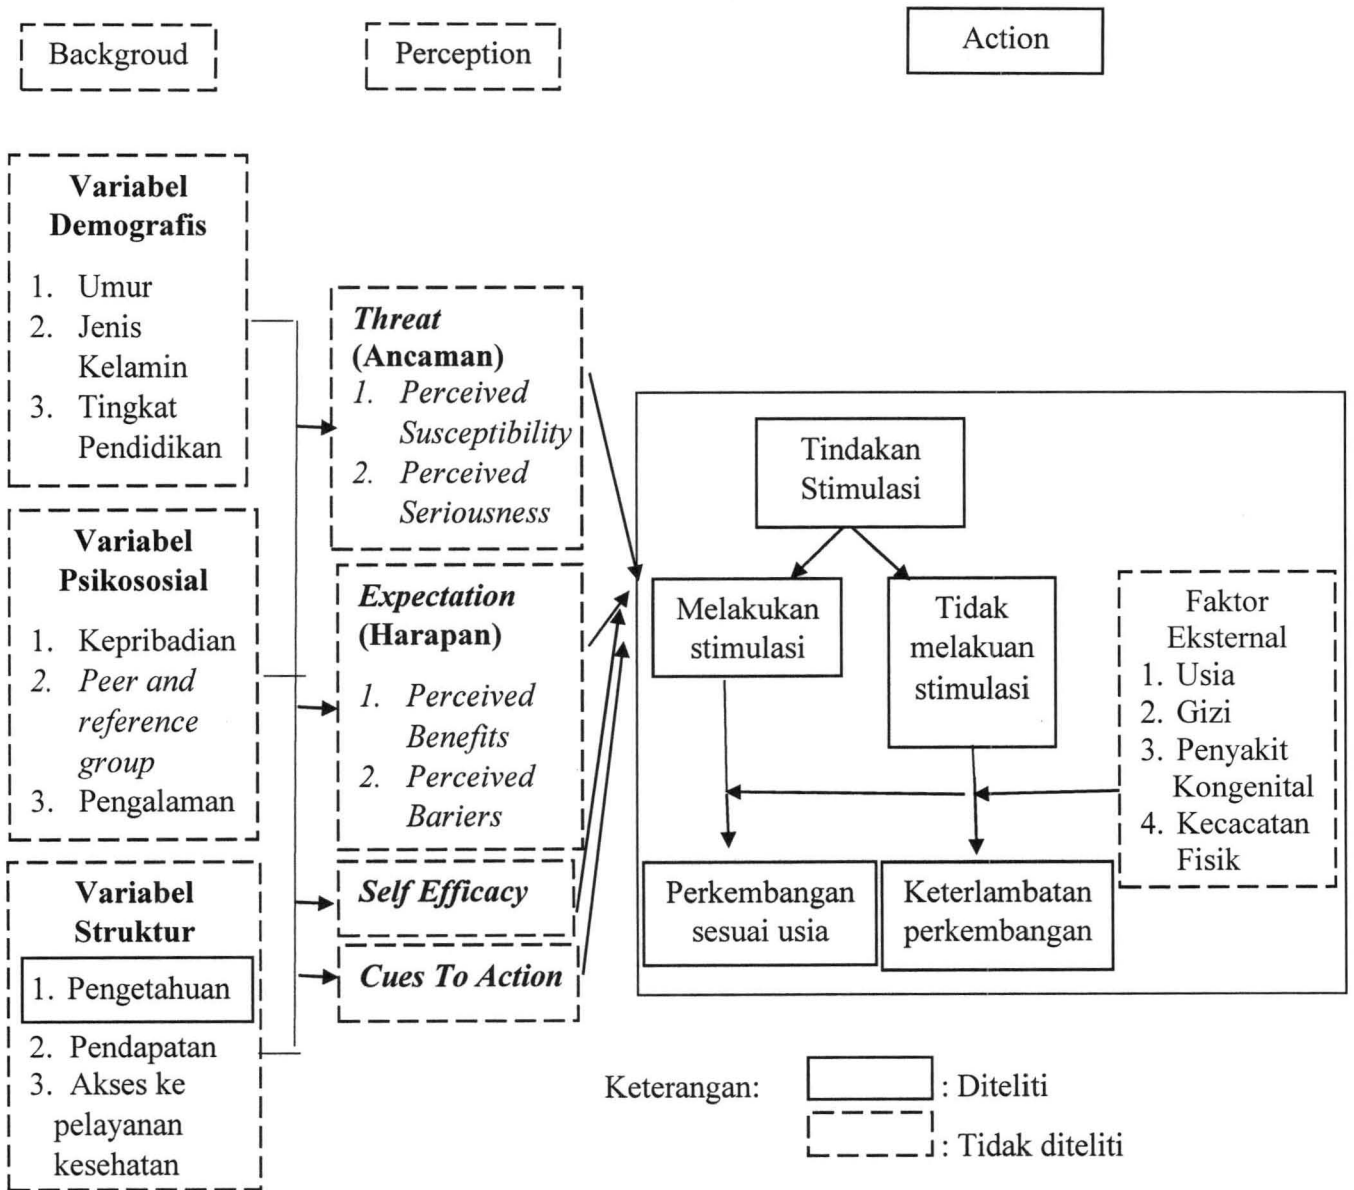 Backgroud
Perception
Action
Variabel
Demografis
1. Umur
2. Jenis
Kelamin
3. Tingkat
Pendidikan
Variabel
Psikososial
1. Kepribadian
2. Peer and
reference
group
3. Pengalaman
Variabel
Struktur
1. Pengetahuan
2. Pendapatan
3. Akses ke
pelayanan
kesehatan
Threat
(Ancaman)
1. Perceived
Susceptibility
2. Perceived
Seriousness
Expectation
(Harapan)
1. Perceived
Benefits
2. Perceived
Bariers
Self Efficacy
Cues To Action
Tindakan
Stimulasi
Melakukan
stimulasi
Tidak
melakuan
stimulasi
Faktor
Eksternal
1. Usia
2. Gizi
3. Penyakit
Kongenital
4. Kecacatan
Fisik
Perkembangan
sesuai usia
Keterlambatan
perkembangan
Keterangan:
: Diteliti
: Tidak diteliti